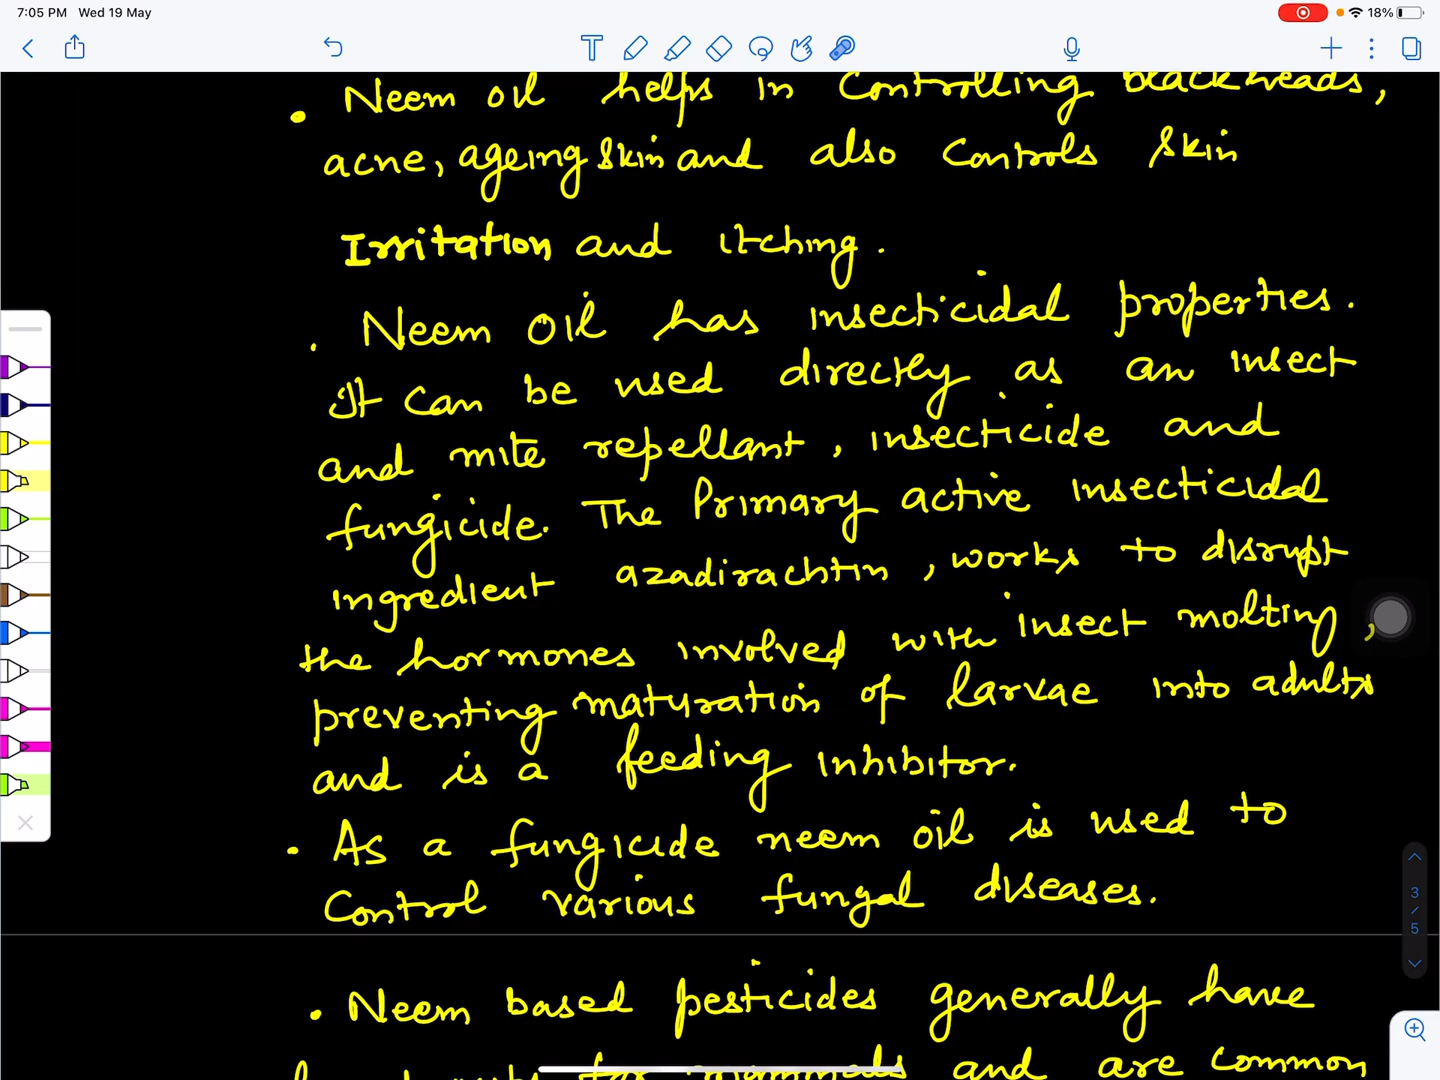 7:05 PM Wed 19 May
18%
• Neem oil helps in Controlling blackheads,
acne, ageing skin and also Controls skin
Irritation and itching.
. Neem oil has insecticidal properties.
It can be used directly as an insect
and mite repellant, insecticide and
fungicide. The Primary active insecticidal
ingredient azadirachtin, works to disrupt
the hormones involved with insect molting,
preventing maturation of larvae into adults
and is a feeding inhibitor.
• As a fungicide neem oil is used to
Control various fungal diseases.
3
/
5
• Neem based pesticides generally have
for mammals and are common